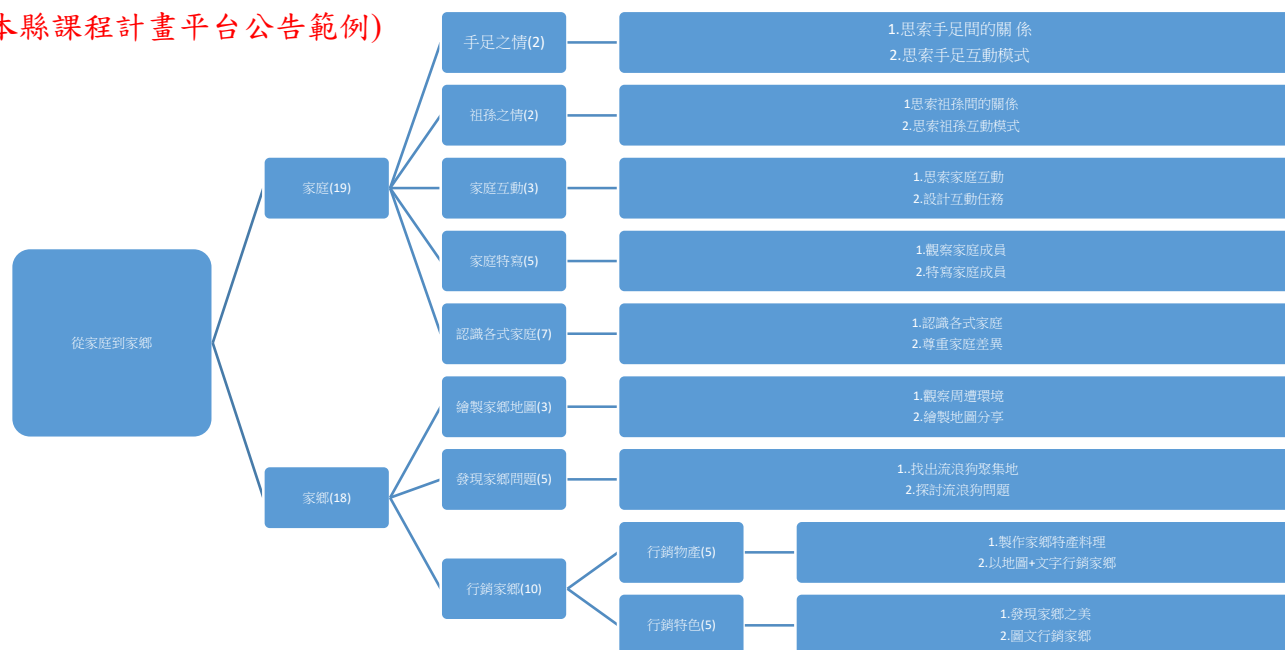 本縣課程計畫平台公告範例)
從家庭到家鄉
家庭(19)
手足之情(2)
1.思索手足間的關 係
2.思索手足互動模式
祖孫之情(2)
1思索祖孫間的關係
2.思索祖孫互動模式
家庭互動(3)
1.思索家庭互動
2.設計互動任務
家庭特寫(5)
1.觀察家庭成員
2.特寫家庭成員
認識各式家庭(7)
1.認識各式家庭
2.尊重家庭差異
家鄉(18)
繪製家鄉地圖(3)
1.觀察周遭環境
2.繪製地圖分享
發現家鄉問題(5)
1..找出流浪狗聚集地
2.探討流浪狗問題
行銷家鄉(10)
行銷物產(5)
1.製作家鄉特產料理
2.以地圖+文字行銷家鄉
行銷特色(5)
1.發現家鄉之美
2.圖文行銷家鄉